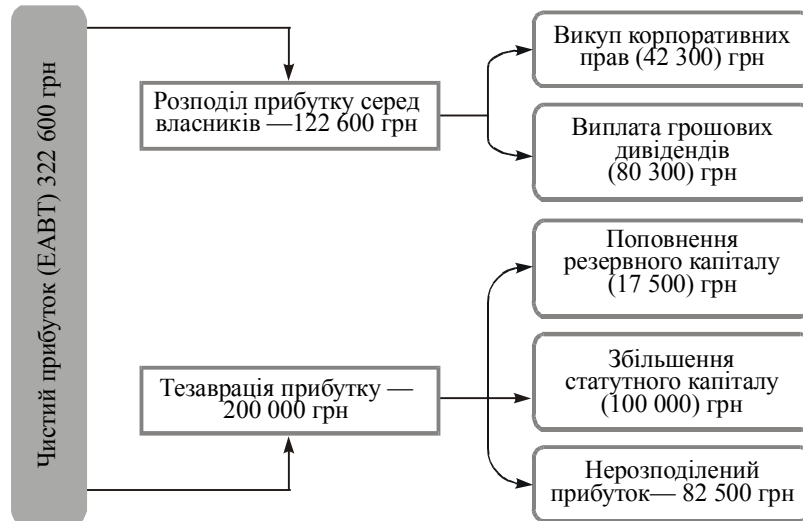 Чистий прибуток (ЕАВТ) 322 600 грн
Розподіл прибутку серед
власників —122 600 грн
Викуп корпоративних
прав (42 300) грн
Виплата грошових
дивідендів
(80 300) грн
Тезаврація прибутку —
200 000 грн
Поповнення
резервного капіталу
(17 500) грн
Збільшення
статутного капіталу
(100 000) грн
Нерозподілений
прибуток— 82 500 грн